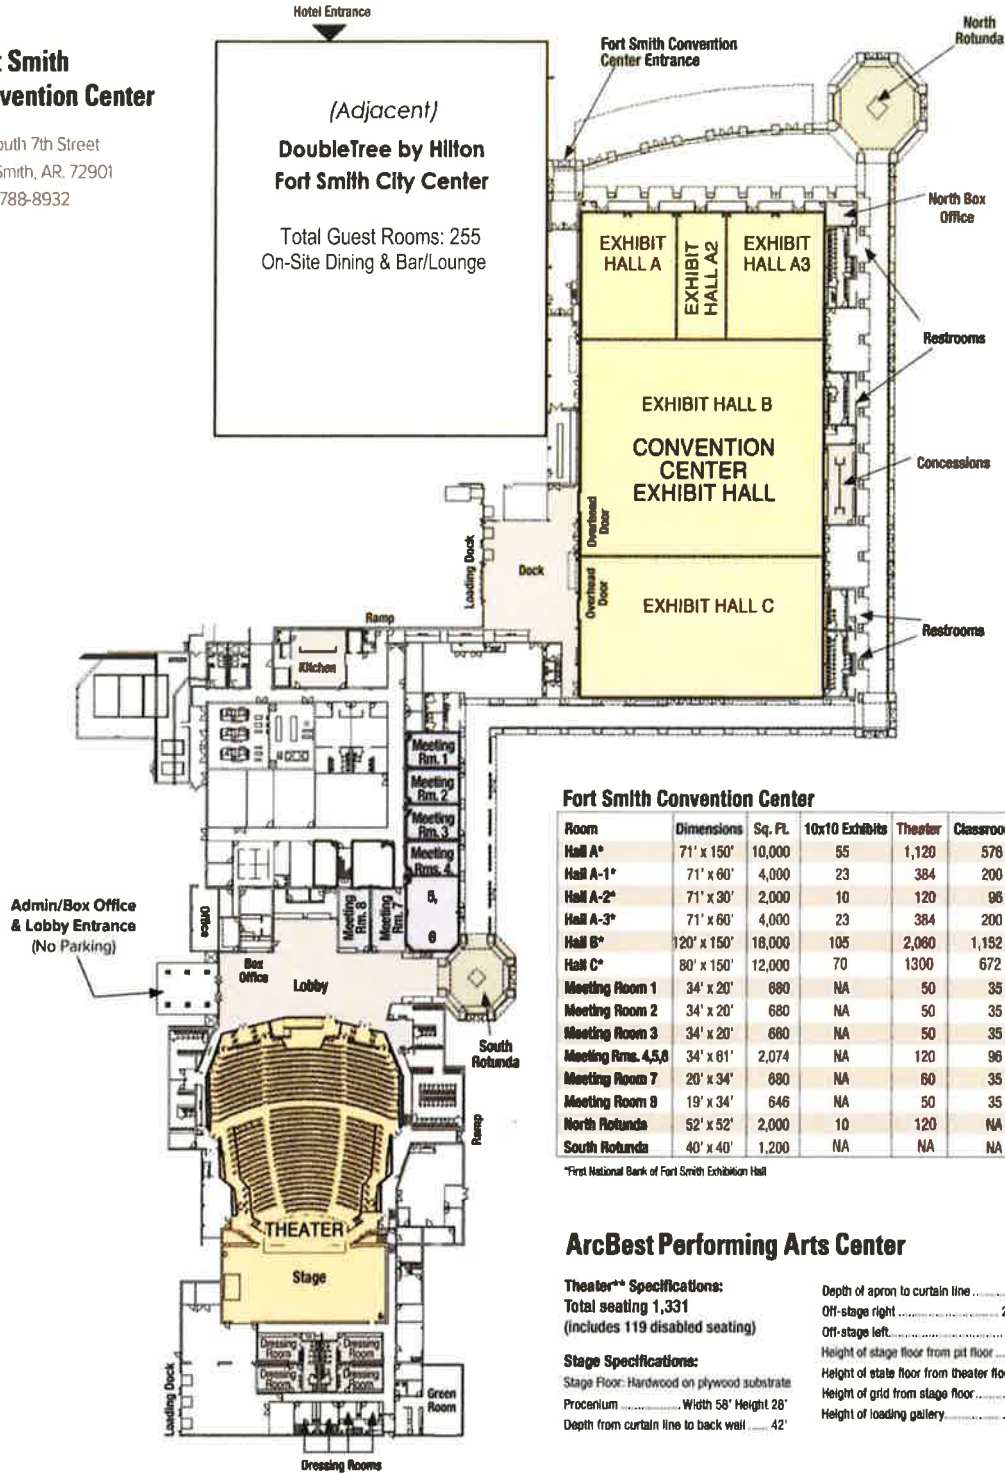 Hotel Entrance
t Smith
vention Center
outh 7th Street
Smith, AR. 72901
788-8932
(Adjacent)
DoubleTree by Hilton
Fort Smith City Center
Total Guest Rooms: 255
On-Site Dining & Bar/Lounge
Fort Smith Convention
Center Entrance
North
Rotunda
North Box
Office
EXHIBIT
HALL A
EXHIBIT
HALL A2
EXHIBIT
HALL A3
Restrooms
EXHIBIT HALL B
CONVENTION
CENTER
EXHIBIT HALL
Concessions
Overhead
Door
Loading Dock
Dock
Overhead
Door
EXHIBIT HALL C
Restrooms
Ramp
Kitchen
Meeting
Rm. 1
Meeting
Rm. 2
Meeting
Rm. 3
Meeting
Rms. 4,
5,
6
Meeting
Rm. 8
Meeting
Rm. 7
Office
Admin/Box Office
& Lobby Entrance
(No Parking)
Box
Office
Lobby
South
Rotunda
Ramp
THEATER
Stage
Dressing
Room
Dressing
Room
Dressing
Room
Dressing
Room
Green
Room
Loading Dock
Dressing Rooms
Fort Smith Convention Center
Room Dimensions Sq. Ft. 10x10 Exhibits Theater Classroo
Hall A* 71' x 150' 10,000 55 1,120 576
Hall A-1* 71' x 60' 4,000 23 384 200
Hall A-2* 71' x 30' 2,000 10 120 96
Hall A-3* 71' x 60' 4,000 23 384 200
Hall B* 120' x 150' 18,000 105 2,060 1,152
Hall C* 80' x 150' 12,000 70 1300 672
Meeting Room 1 34' x 20' 680 NA 50 35
Meeting Room 2 34' x 20' 680 NA 50 35
Meeting Room 3 34' x 20' 680 NA 50 35
Meeting Rms. 4,5,6 34' x 61' 2,074 NA 120 96
Meeting Room 7 20' x 34' 680 NA 60 35
Meeting Room 8 19' x 34' 646 NA 50 35
North Rotunda 52' x 52' 2,000 10 120 NA
South Rotunda 40' x 40' 1,200 NA NA NA
*First National Bank of Fort Smith Exhibition Hall
ArcBest Performing Arts Center
Theater** Specifications:
Total seating 1,331
(includes 119 disabled seating)
Stage Specifications:
Stage Floor: Hardwood on plywood substrate
Procenium .............. Width 58' Height 28'
Depth from curtain line to back wall ...... 42'
Depth of apron to curtain line ........
Off-stage right ........................ 2
Off-stage left..........................
Height of stage floor from pit floor ....
Height of state floor from theater floo
Height of grid from stage floor........
Height of loading gallery...............